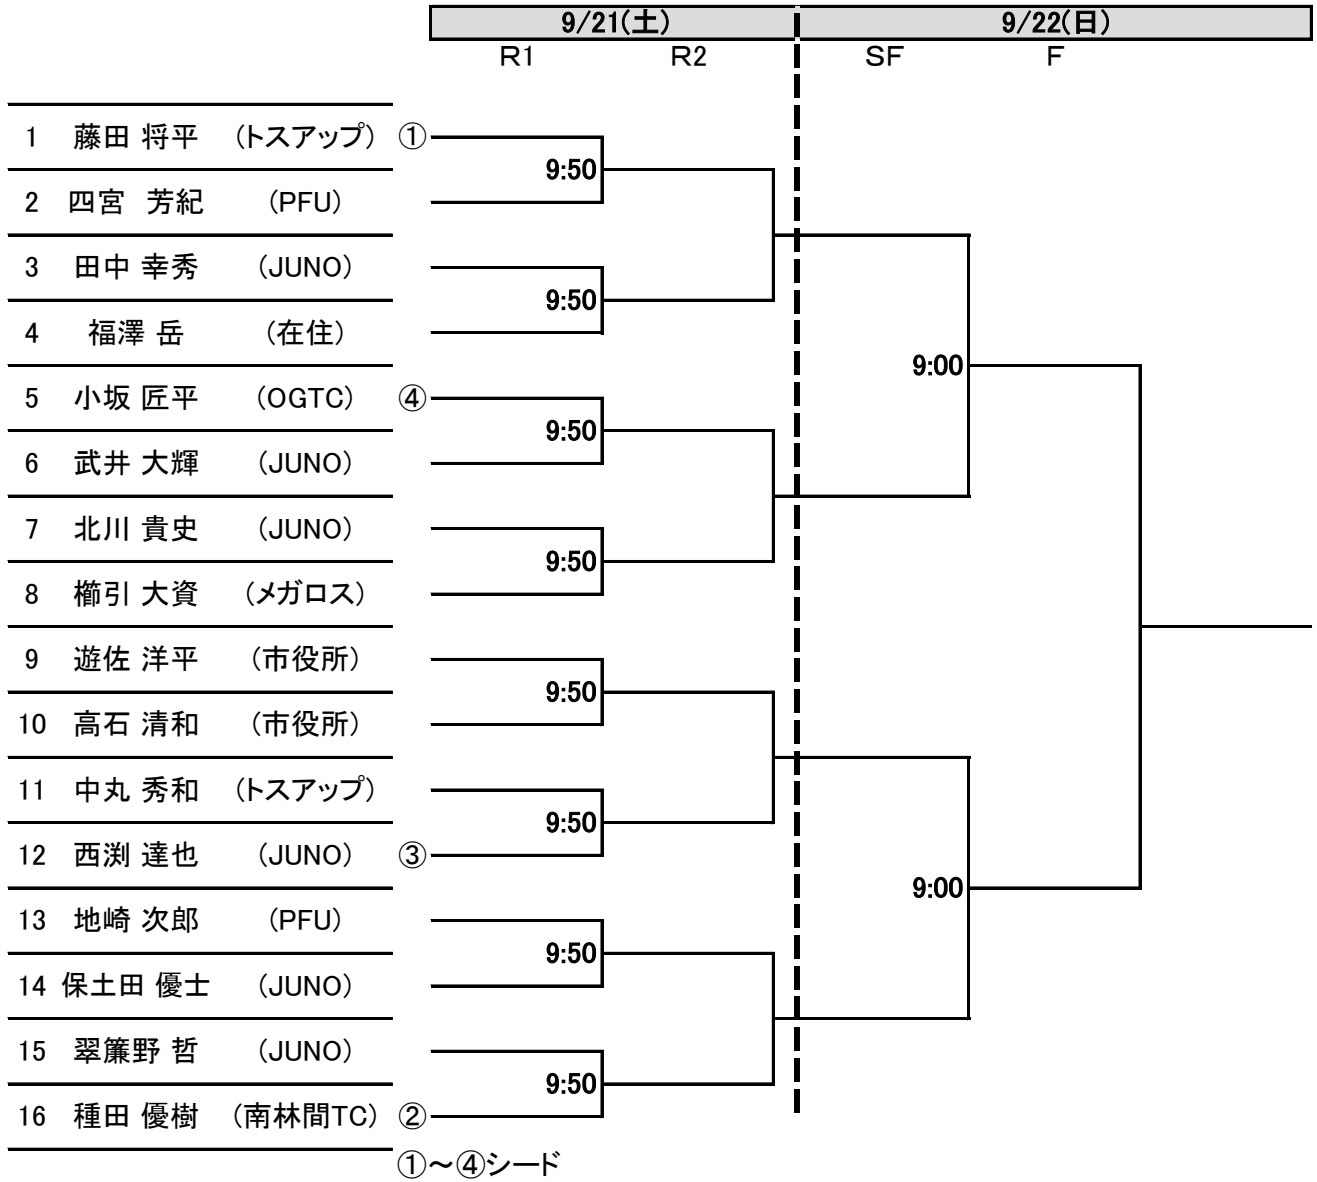 9/21(土) 9/22(日)
R1 R2 SF F
1 藤田 将平 (トスアップ) ①
9:50
2 四宮 芳紀 (PFU)
3 田中 幸秀 (JUNO)
9:50
4 福澤 岳 (在住)
9:00
5 小坂 匠平 (OGTC) ④
9:50
6 武井 大輝 (JUNO)
7 北川 貴史 (JUNO)
9:50
8 櫛引 大資 (メガロス)
9 遊佐 洋平 (市役所)
9:50
10 高石 清和 (市役所)
11 中丸 秀和 (トスアップ)
9:50
12 西渕 達也 (JUNO) ③
9:00
13 地崎 次郎 (PFU)
9:50
14 保土田 優士 (JUNO)
15 翠簾野 哲 (JUNO)
9:50
16 種田 優樹 (南林間TC) ②
①～④シード